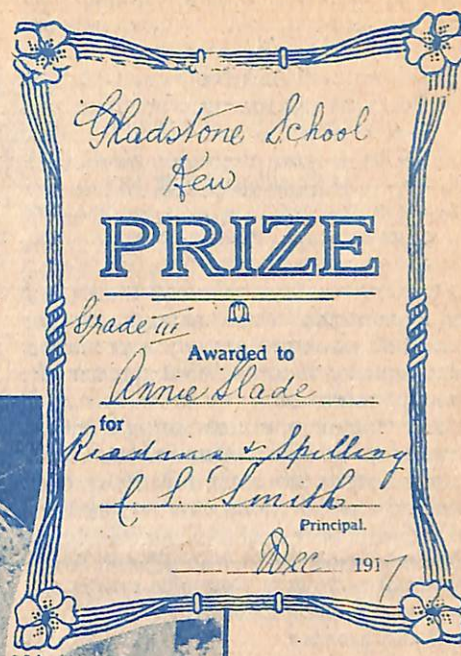 Gladstone School
Kew
PRIZE
Grade III
Awarded to
Annie Slade
for
Reading & Spelling
C S Smith
Principal.
Dec 1917